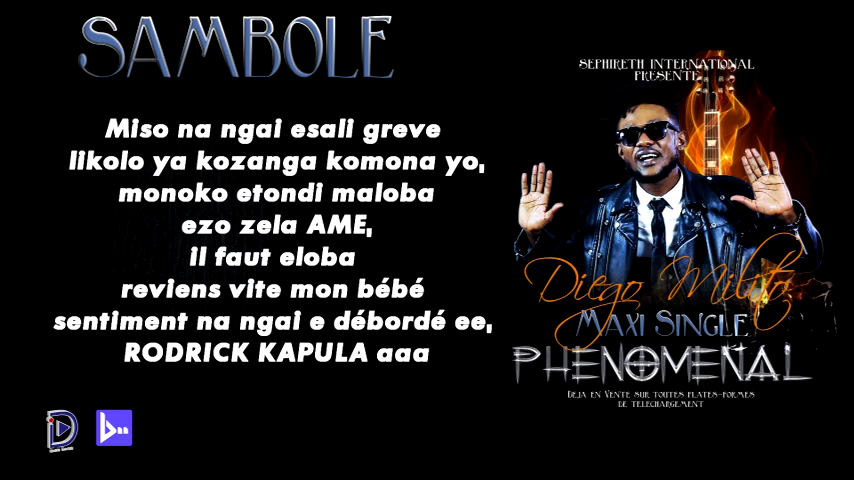 SAMBOLE
Miso na ngai esali greve
likolo ya kozanga komona yo,
monoko etondi maloba
ezo zela AME,
il faut eloba
reviens vite mon bébé
sentiment na ngai e débordé ee,
RODRICK KAPULA aaa
SEPHIRETH INTERNATIONAL
PRESENTE
Diego Milito
MAXI SINGLE
PHENOMENAL
DEJA EN VENTE SUR TOUTES PLATES-FORMES
DE TELECHARGEMENT